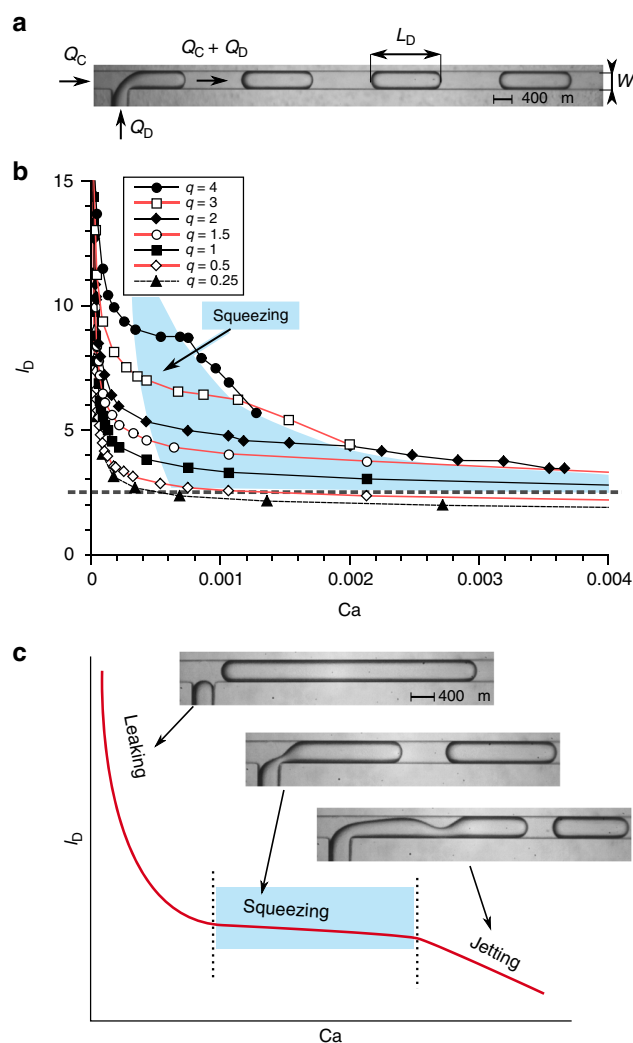 a
Q_C
Q_C + Q_D
L_D
W
400 m
Q_D
b
15
10
5
0
l_D
q = 4
q = 3
q = 2
q = 1.5
q = 1
q = 0.5
q = 0.25
Squeezing
0 0.001 0.002 0.003 0.004
Ca
c
400 m
Leaking
l_D
Squeezing
Jetting
Ca